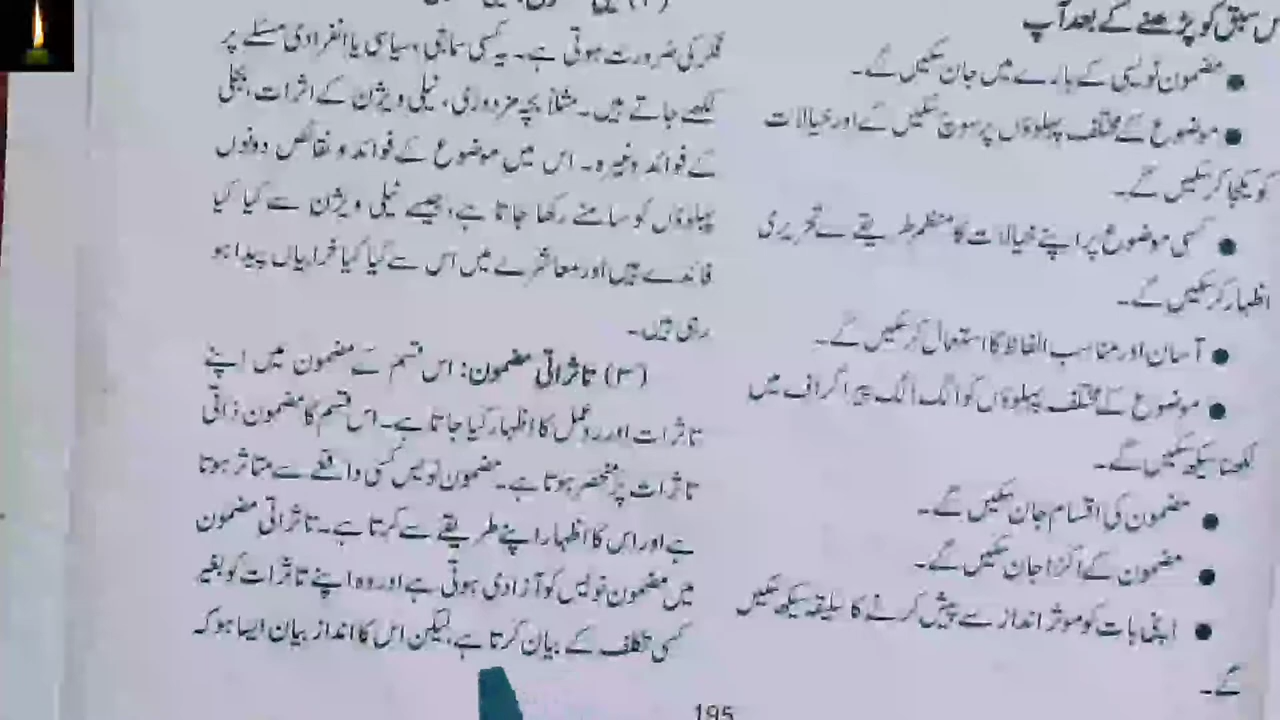 س سبق کو پڑھنے کے بعد آپ
● مضمون نویسی کے بارے میں جان سکیں گے۔
● موضوع کے مختلف پہلوؤں پر سوچ سکیں گے اور خیالات
کو یکجا کر سکیں گے۔
● کسی موضوع پر اپنے خیالات کا منظم طریقے سے تحریری
اظہار کر سکیں گے۔
● آسان اور مناسب الفاظ کا استعمال کر سکیں گے۔
● موضوع کے مختلف پہلوؤں کو الگ الگ پیراگراف میں
لکھنا سیکھ سکیں گے۔
● مضمون کی اقسام جان سکیں گے۔
● مضمون کے اجزا جان سکیں گے۔
● اپنی بات کو موثر انداز سے پیش کرنے کا سلیقہ سیکھ سکیں
گے۔
فکر کی ضرورت ہوتی ہے۔ یہ کسی سماجی، سیاسی یا انفرادی مسئلے پر
لکھے جاتے ہیں۔ مثلاً بچہ مزدوری، ٹیلی ویژن کے اثرات، بجلی
کے فوائد وغیرہ۔ اس میں موضوع کے فوائد و نقائص دونوں
پہلوؤں کو سامنے رکھا جاتا ہے، جیسے ٹیلی ویژن سے کیا کیا
فائدے ہیں اور معاشرے میں اس سے کیا کیا خرابیاں پیدا ہو
رہی ہیں۔
(۳) تاثراتی مضمون: اس قسم کے مضمون میں اپنے
تاثرات اور ردِ عمل کا اظہار کیا جاتا ہے۔ اس قسم کا مضمون ذاتی
تاثرات پر منحصر ہوتا ہے۔ مضمون نویس کسی واقعے سے متاثر ہوتا
ہے اور اس کا اظہار اپنے طریقے سے کرتا ہے۔ تاثراتی مضمون
میں مضمون نویس کو آزادی ہوتی ہے اور وہ اپنے تاثرات کو بغیر
کسی تکلف کے بیان کرتا ہے، لیکن اس کا انداز بیان ایسا ہو کہ
195